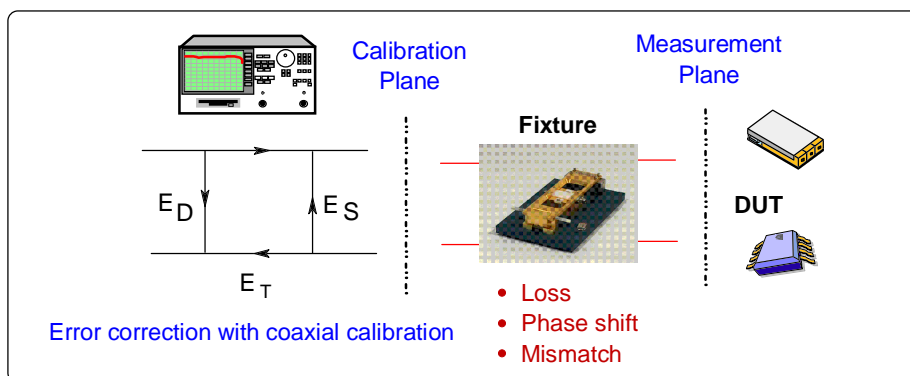 Calibration
Plane
Measurement
Plane
Fixture
E D
E S
E T
DUT
• Loss
• Phase shift
• Mismatch
Error correction with coaxial calibration